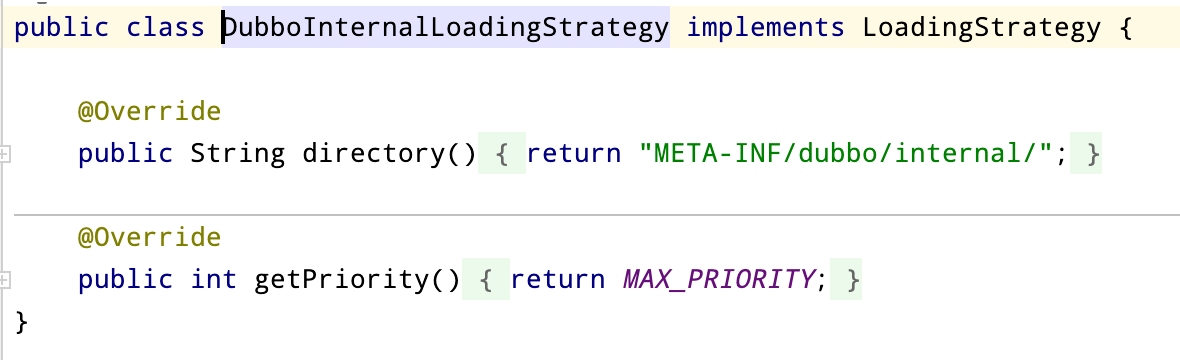 public class DubboInternalLoadingStrategy implements LoadingStrategy {
@Override
public String directory() { return "META-INF/dubbo/internal/"; }
@Override
public int getPriority() { return MAX_PRIORITY; }
}